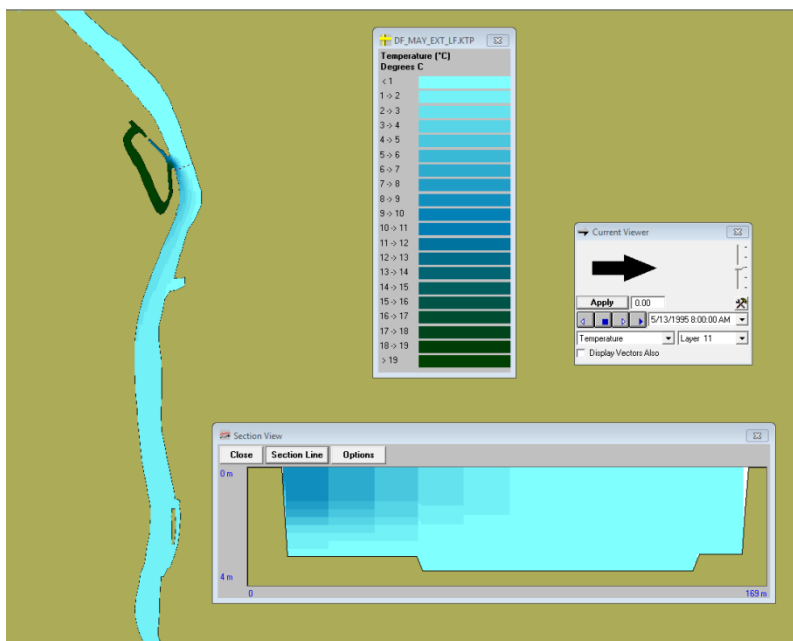 DF_MAY_EXT_LF.KTP
Temperature (°C)
Degrees C
< 1
1 -> 2
2 -> 3
3 -> 4
4 -> 5
5 -> 6
6 -> 7
7 -> 8
8 -> 9
9 -> 10
10 -> 11
11 -> 12
12 -> 13
13 -> 14
14 -> 15
15 -> 16
16 -> 17
17 -> 18
18 -> 19
> 19
Current Viewer
Apply 0.00
5/13/1995 8:00:00 AM
Temperature Layer 11
Display Vectors Also
Section View
Close Section Line Options
0 m
4 m
0 169 m